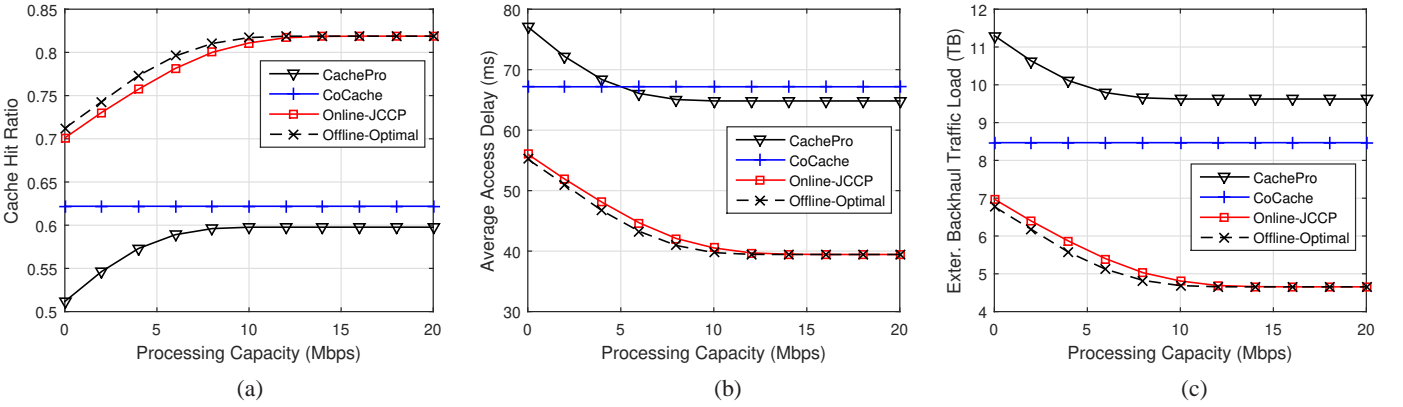 0.85
0.8
0.75
0.7
0.65
0.6
0.55
0.5
Cache Hit Ratio
CachePro
CoCache
Online-JCCP
Offline-Optimal
0 5 10 15 20
Processing Capacity (Mbps)
(a)
80
70
60
50
40
30
Average Access Delay (ms)
CachePro
CoCache
Online-JCCP
Offline-Optimal
0 5 10 15 20
Processing Capacity (Mbps)
(b)
12
11
10
9
8
7
6
5
4
Exter. Backhaul Traffic Load (TB)
CachePro
CoCache
Online-JCCP
Offline-Optimal
0 5 10 15 20
Processing Capacity (Mbps)
(c)